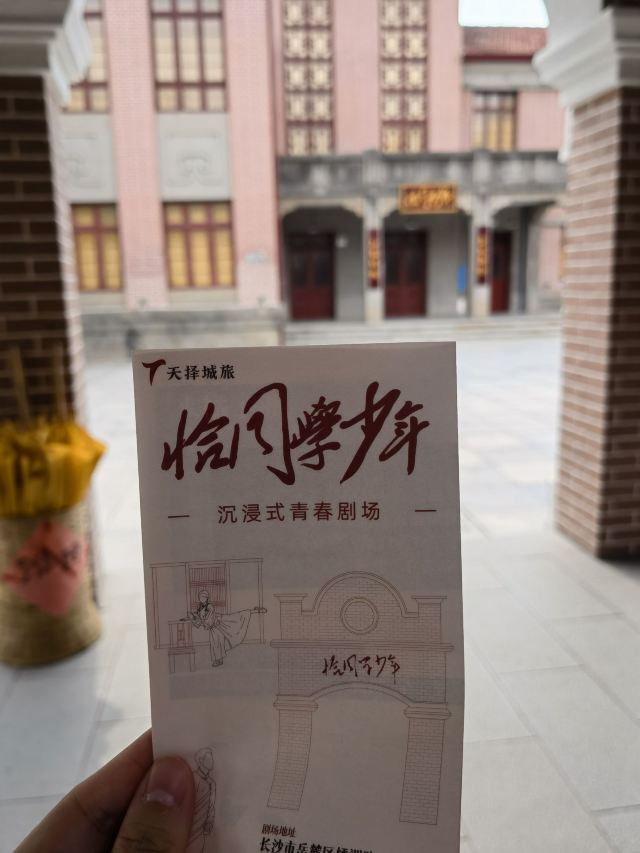 天择城旅
恰同學少年
沉浸式青春剧场
恰同学少年
剧场地址
长沙市岳麓区